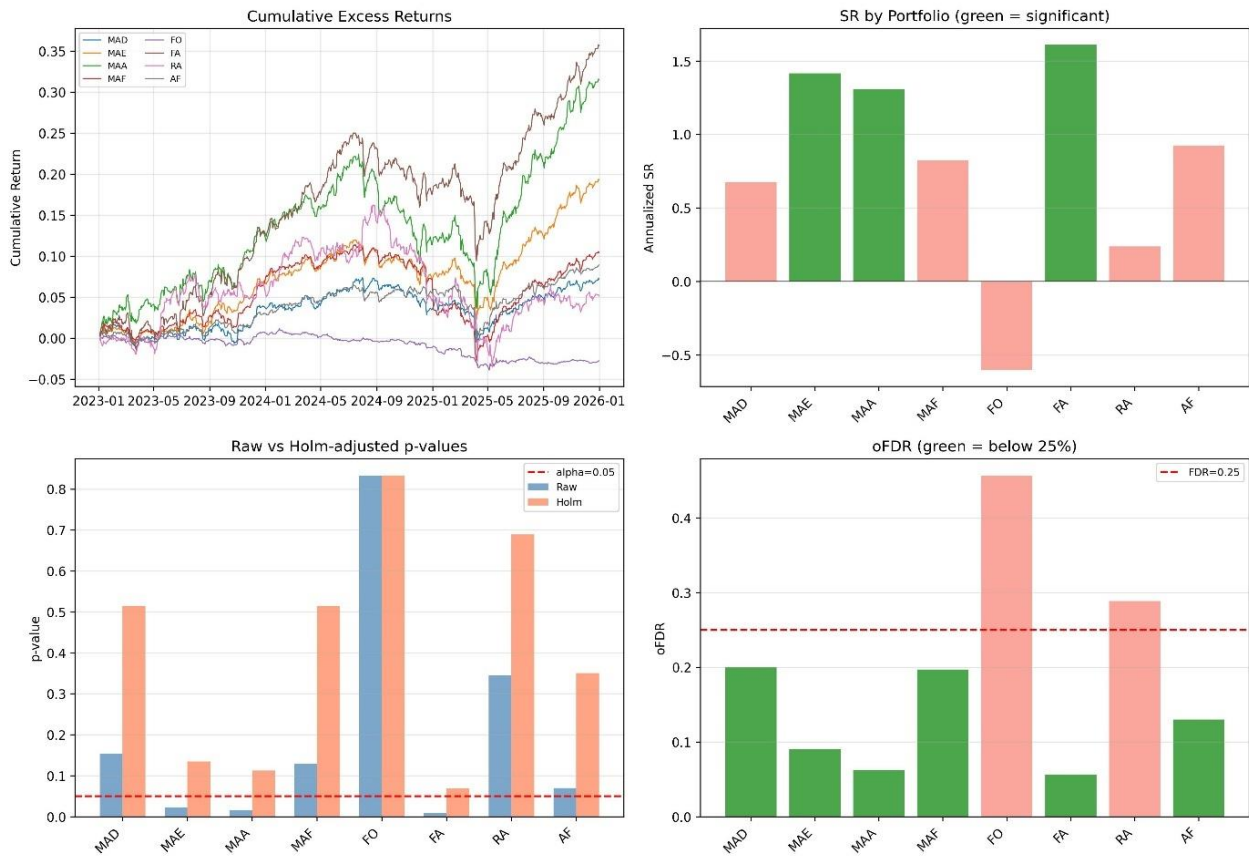 Cumulative Excess Returns
MAD FO
MAE FA
MAA RA
MAF AF
0.35
0.30
0.25
0.20
0.15
0.10
0.05
0.00
−0.05
Cumulative Return
2023-01 2023-05 2023-09 2024-01 2024-05 2024-09 2025-01 2025-05 2025-09 2026-01
SR by Portfolio (green = significant)
1.5
1.0
0.5
0.0
−0.5
Annualized SR
MAD MAE MAA MAF FO FA RA AF
Raw vs Holm-adjusted p-values
alpha=0.05
Raw
Holm
0.8
0.7
0.6
0.5
0.4
0.3
0.2
0.1
0.0
p-value
MAD MAE MAA MAF FO FA RA AF
oFDR (green = below 25%)
FDR=0.25
0.4
0.3
0.2
0.1
0.0
oFDR
MAD MAE MAA MAF FO FA RA AF